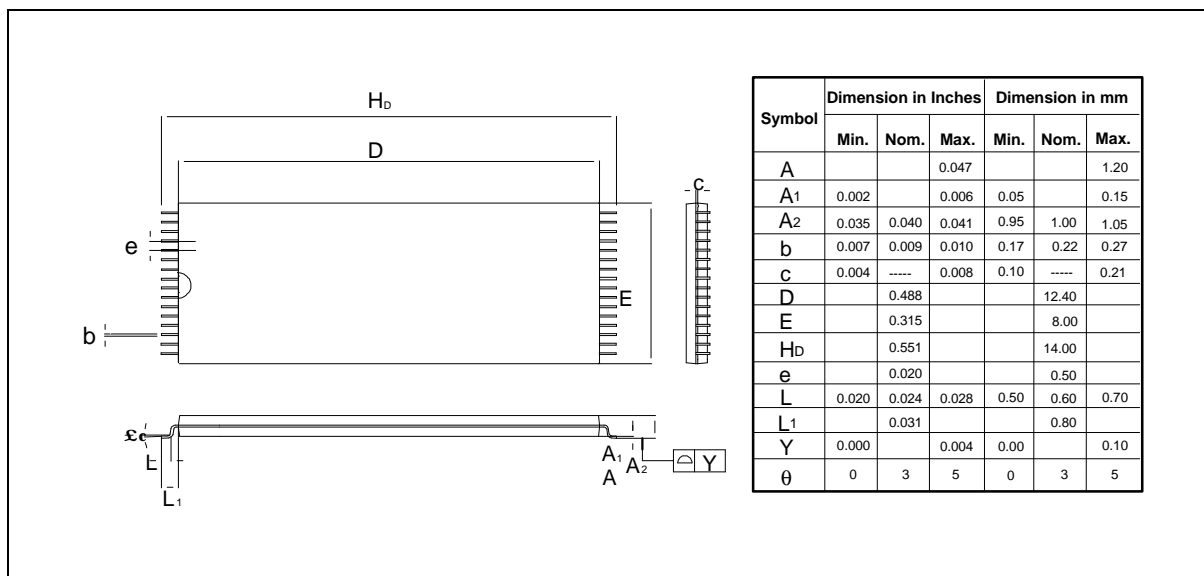 HD
D
c
e
E
b
£c
L
L1
A1
A
A2
Y
Symbol Dimension in Inches Dimension in mm
Min. Nom. Max. Min. Nom. Max.
A 0.047 1.20
A1 0.002 0.006 0.05 0.15
A2 0.035 0.040 0.041 0.95 1.00 1.05
b 0.007 0.009 0.010 0.17 0.22 0.27
c 0.004 ----- 0.008 0.10 ----- 0.21
D 0.488 12.40
E 0.315 8.00
HD 0.551 14.00
e 0.020 0.50
L 0.020 0.024 0.028 0.50 0.60 0.70
L1 0.031 0.80
Y 0.000 0.004 0.00 0.10
θ 0 3 5 0 3 5